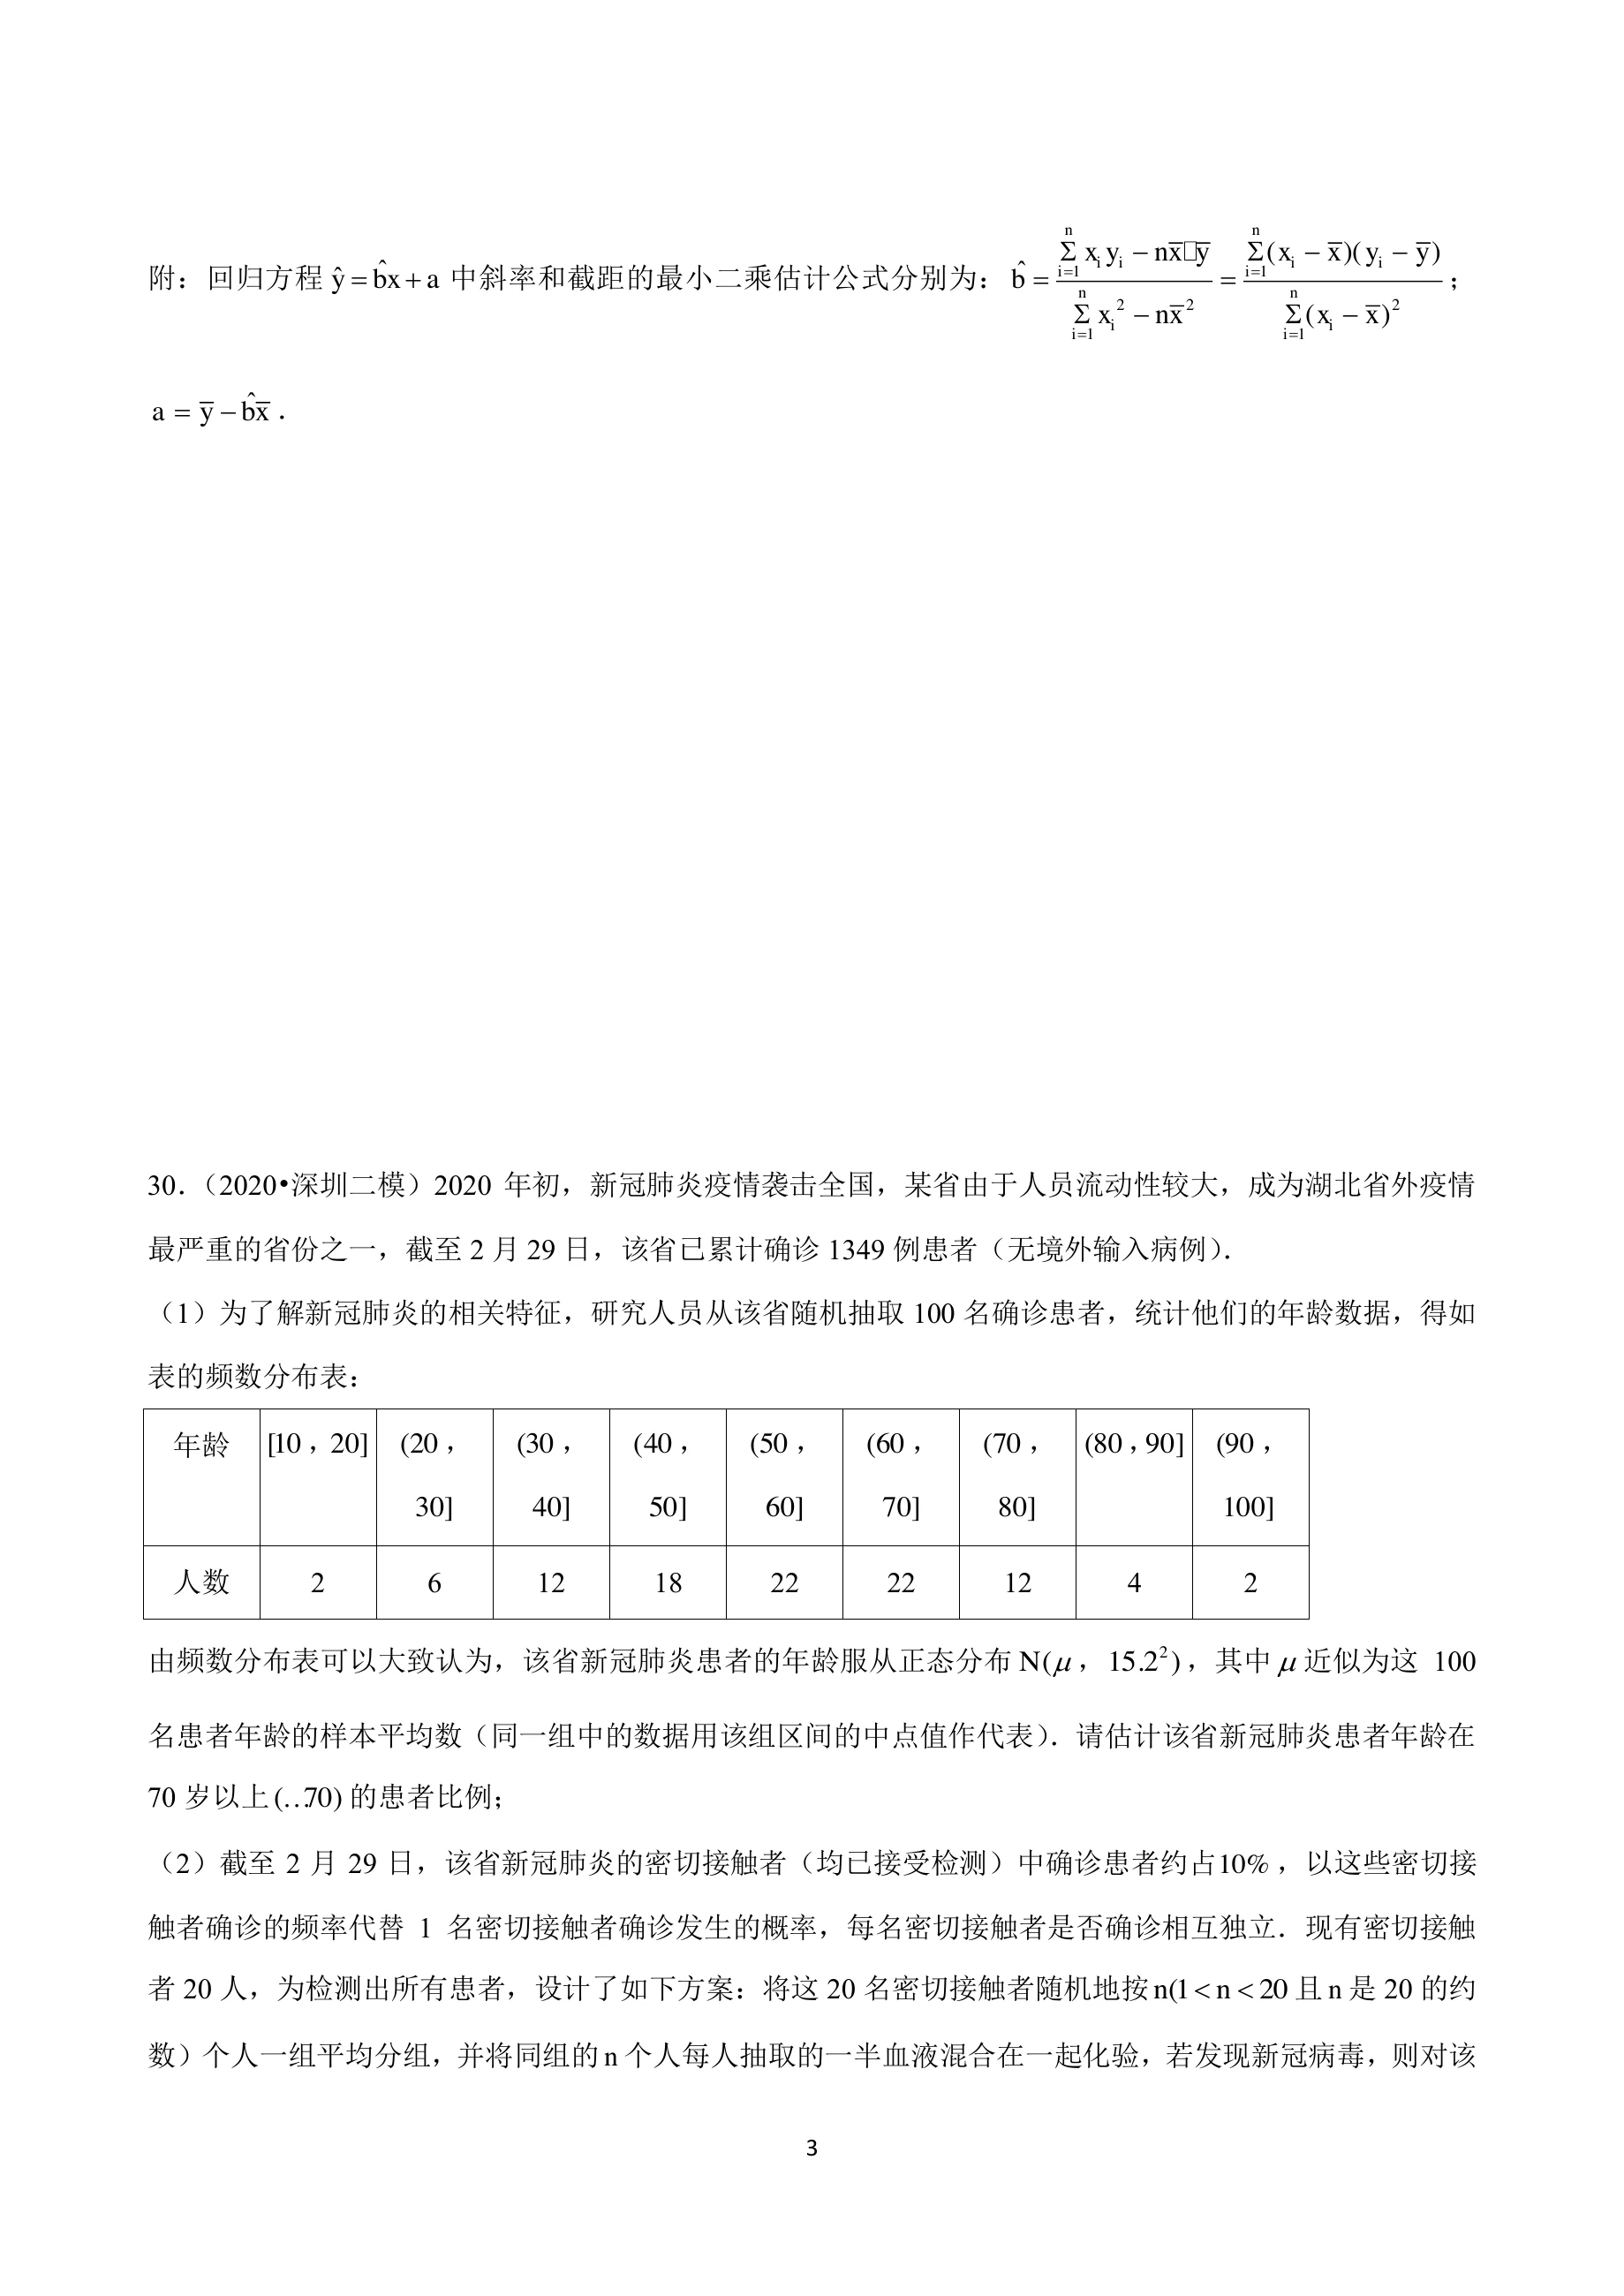 附：回归方程 ŷ = b̂x + a 中斜率和截距的最小二乘估计公式分别为：b̂ = (Σ_{i=1}^{n} x_i y_i − n x̄□ȳ) / (Σ_{i=1}^{n} x_i² − n x̄²) = (Σ_{i=1}^{n} (x_i − x̄)(y_i − ȳ)) / (Σ_{i=1}^{n} (x_i − x̄)²)；
a = ȳ − b̂x̄．
30．（2020•深圳二模）2020 年初，新冠肺炎疫情袭击全国，某省由于人员流动性较大，成为湖北省外疫情
最严重的省份之一，截至 2 月 29 日，该省已累计确诊 1349 例患者（无境外输入病例）．
（1）为了解新冠肺炎的相关特征，研究人员从该省随机抽取 100 名确诊患者，统计他们的年龄数据，得如
表的频数分布表：
年龄 [10，20] (20，30] (30，40] (40，50] (50，60] (60，70] (70，80] (80，90] (90，100]
人数 2 6 12 18 22 22 12 4 2
由频数分布表可以大致认为，该省新冠肺炎患者的年龄服从正态分布 N(μ，15.2²)，其中 μ 近似为这 100
名患者年龄的样本平均数（同一组中的数据用该组区间的中点值作代表）．请估计该省新冠肺炎患者年龄在
70 岁以上(…70) 的患者比例；
（2）截至 2 月 29 日，该省新冠肺炎的密切接触者（均已接受检测）中确诊患者约占10%，以这些密切接
触者确诊的频率代替 1 名密切接触者确诊发生的概率，每名密切接触者是否确诊相互独立．现有密切接触
者 20 人，为检测出所有患者，设计了如下方案：将这 20 名密切接触者随机地按 n(1 < n < 20 且 n 是 20 的约
数）个人一组平均分组，并将同组的 n 个人每人抽取的一半血液混合在一起化验，若发现新冠病毒，则对该
3